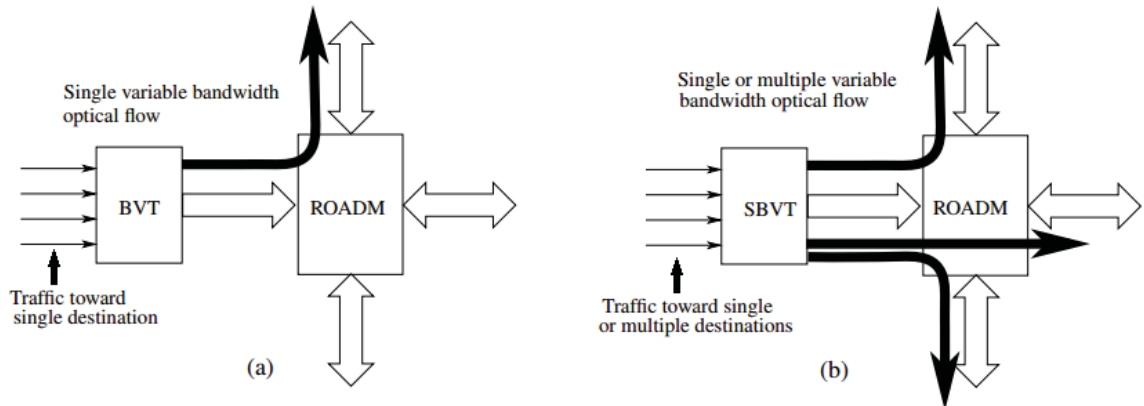 Single variable bandwidth
optical flow
BVT
ROADM
Traffic toward
single destination
(a)
Single or multiple variable
bandwidth optical flow
SBVT
ROADM
Traffic toward single
or multiple destinations
(b)